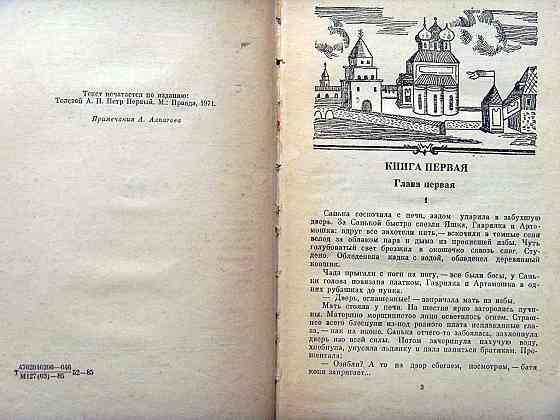 Текст печатается по изданию:
Толстой А. Н. Петр Первый. М.: Правда, 1971.
Примечания А. Алпатова
Т 4702010200—046
М127(03)—85 52—85
КНИГА ПЕРВАЯ
Глава первая
1
Санька соскочила с печи, задом ударила в забухшую
дверь. За Санькой быстро слезли Яшка, Гаврилка и Арта-
мошка: вдруг все захотели пить, — вскочили в темные сени
вслед за облаком пара и дыма из прокисшей избы. Чуть
голубоватый свет брезжил в окошечко сквозь снег. Сту-
дено. Обледенела кадка с водой, обледенел деревянный
ковшик.
Чада прыгали с ноги на ногу, — все были босы, у Сань-
ки голова повязана платком, Гаврилка и Артамошка в од-
них рубашках до пупка.
— Дверь, оглашенные! — закричала мать из избы.
Мать стояла у печи. На шестке ярко загорелись лучи-
ны. Материно морщинистое лицо осветилось огнем. Страш-
нее всего блеснули из-под рваного плата исплаканные гла-
за, — как на иконе. Санька отчего-то забоялась, захлопнула
дверь изо всей силы. Потом зачерпнула пахучую воду,
хлебнула, укусила льдинку и дала напиться братикам. Про-
шептала:
— Озябли? А то на двор сбегаем, посмотрим, — батя
коня запрягает...
3